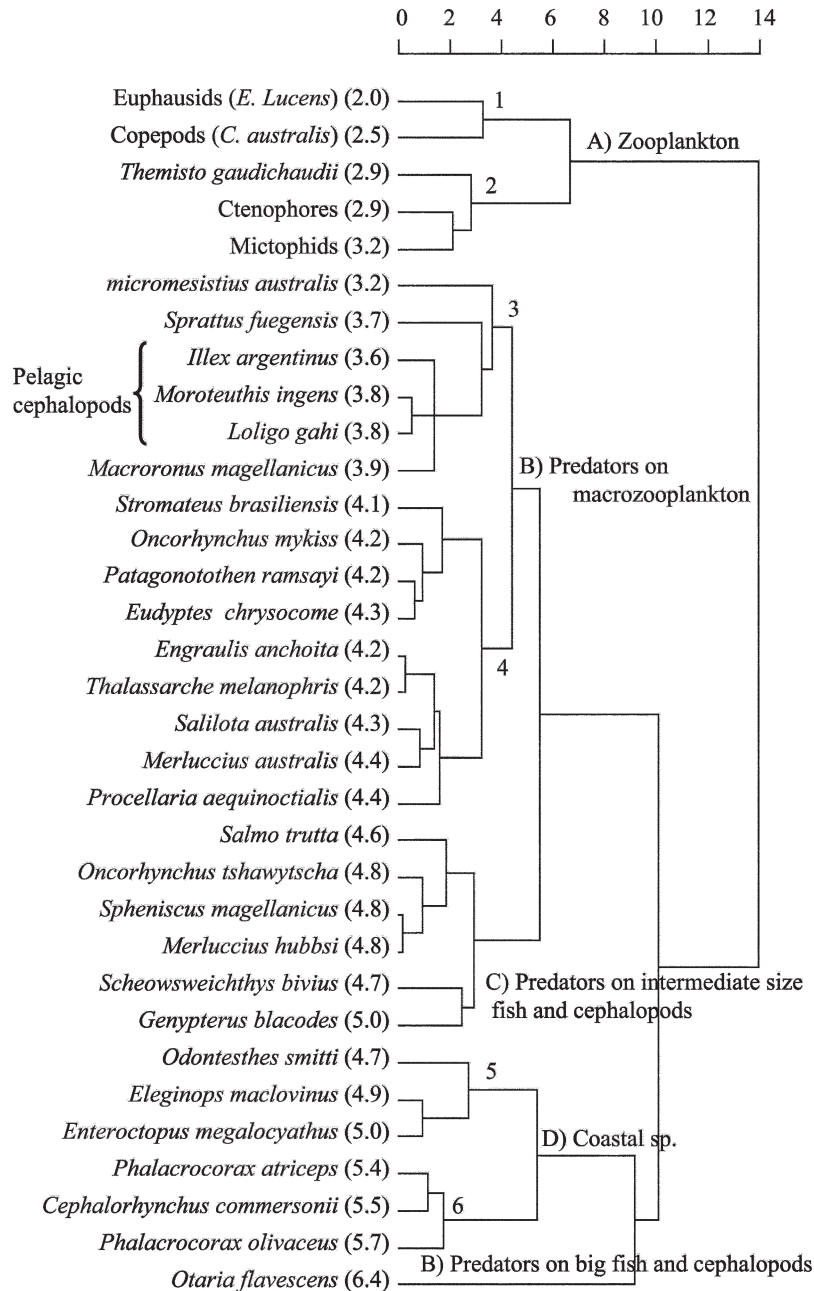 0 2 4 6 8 10 12 14
Euphausids (E. Lucens) (2.0)
1
Copepods (C. australis) (2.5)
A) Zooplankton
Themisto gaudichaudii (2.9)
2
Ctenophores (2.9)
Mictophids (3.2)
micromesistius australis (3.2)
3
Sprattus fuegensis (3.7)
Illex argentinus (3.6)
Pelagic
cephalopods
Moroteuthis ingens (3.8)
Loligo gahi (3.8)
Macroronus magellanicus (3.9)
B) Predators on
macrozooplankton
Stromateus brasiliensis (4.1)
Oncorhynchus mykiss (4.2)
Patagonotothen ramsayi (4.2)
Eudyptes chrysocome (4.3)
Engraulis anchoita (4.2)
4
Thalassarche melanophris (4.2)
Salilota australis (4.3)
Merluccius australis (4.4)
Procellaria aequinoctialis (4.4)
Salmo trutta (4.6)
Oncorhynchus tshawytscha (4.8)
Spheniscus magellanicus (4.8)
Merluccius hubbsi (4.8)
Scheowsweichthys bivius (4.7)
C) Predators on intermediate size
fish and cephalopods
Genypterus blacodes (5.0)
Odontesthes smitti (4.7)
5
Eleginops maclovinus (4.9)
Enteroctopus megalocyathus (5.0)
D) Coastal sp.
Phalacrocorax atriceps (5.4)
Cephalorhynchus commersonii (5.5)
6
Phalacrocorax olivaceus (5.7)
B) Predators on big fish and cephalopods
Otaria flavescens (6.4)